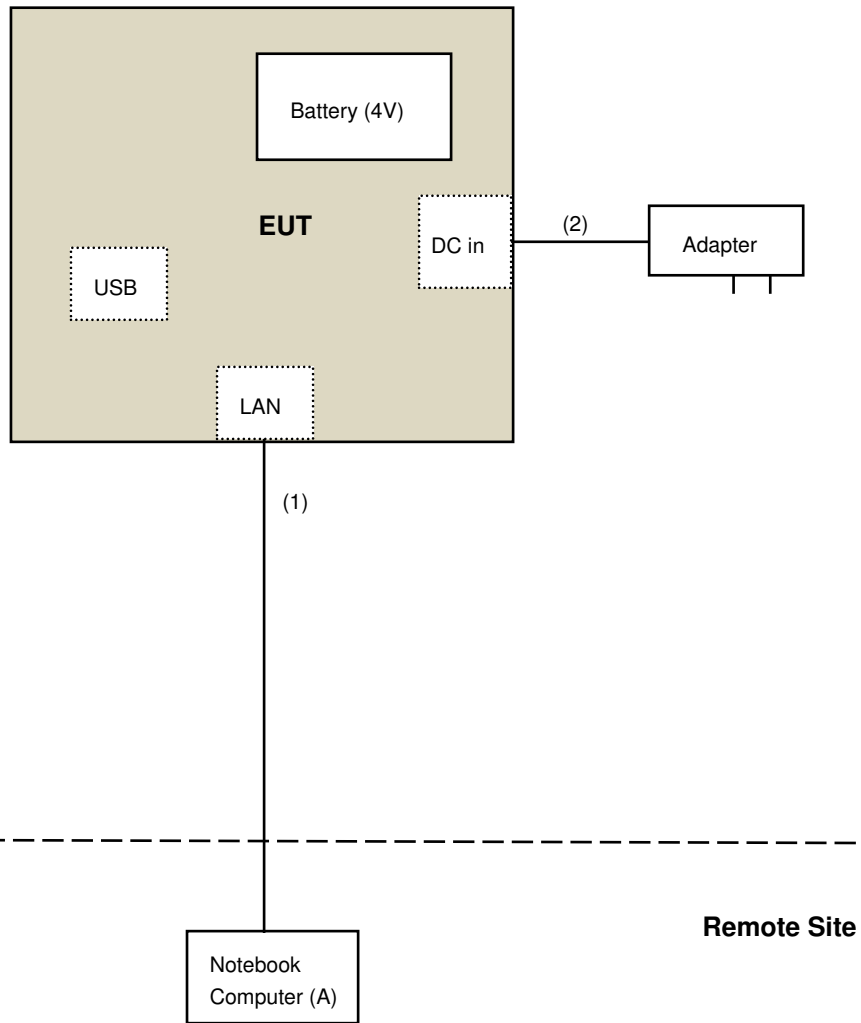 Battery (4V)
EUT
(2)
DC in
Adapter
USB
LAN
(1)
Remote Site
Notebook
Computer (A)